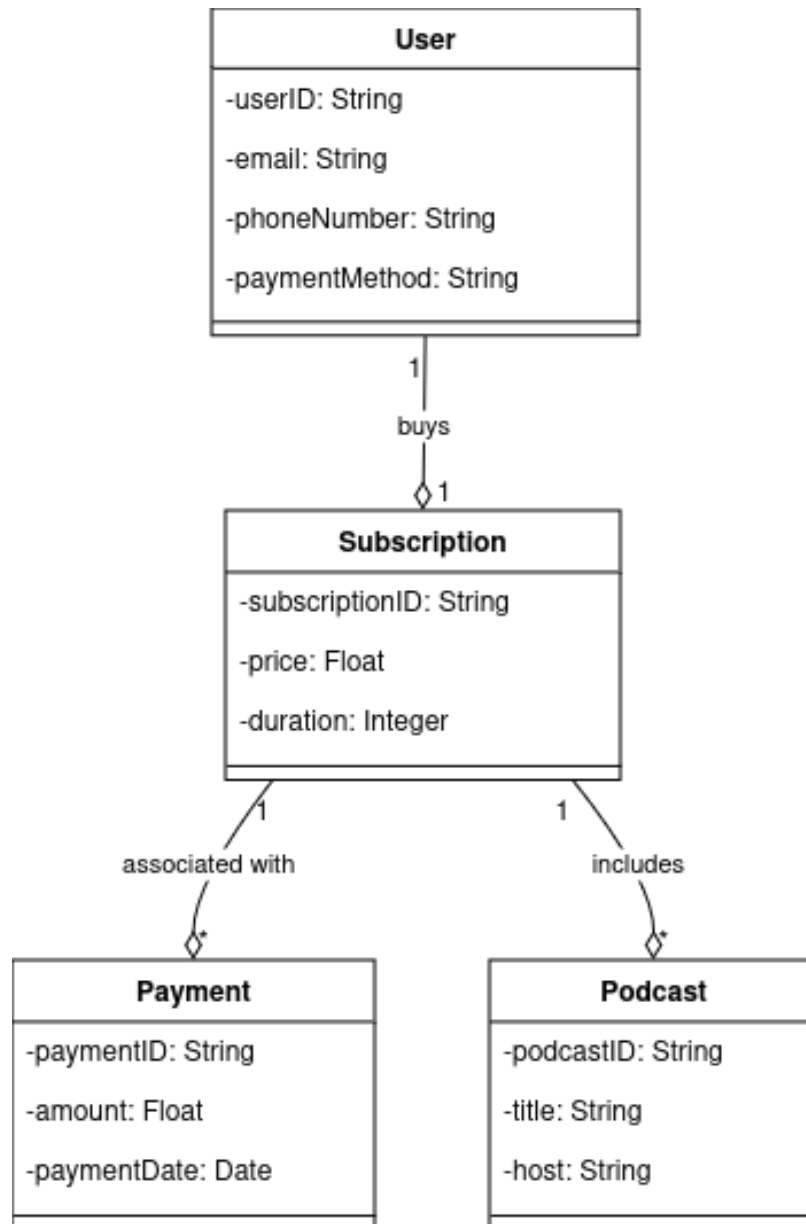 User
-userID: String
-email: String
-phoneNumber: String
-paymentMethod: String
1
buys
1
Subscription
-subscriptionID: String
-price: Float
-duration: Integer
1
1
associated with
includes
*
*
Payment
-paymentID: String
-amount: Float
-paymentDate: Date
Podcast
-podcastID: String
-title: String
-host: String